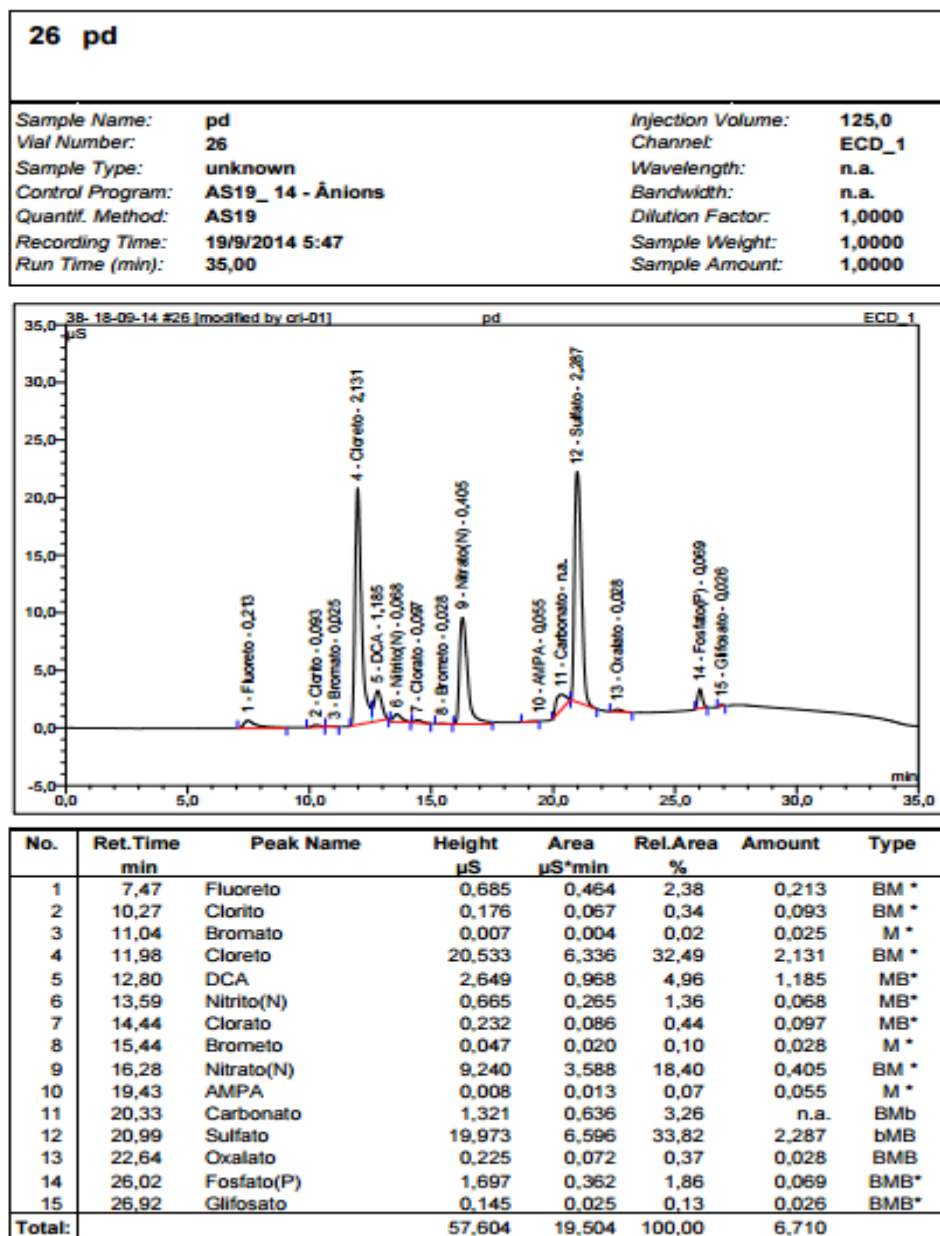 26 pd
Sample Name: pd Injection Volume: 125,0
Vial Number: 26 Channel: ECD_1
Sample Type: unknown Wavelength: n.a.
Control Program: AS19_ 14 - Ânions Bandwidth: n.a.
Quantif. Method: AS19 Dilution Factor: 1,0000
Recording Time: 19/9/2014 5:47 Sample Weight: 1,0000
Run Time (min): 35,00 Sample Amount: 1,0000
38- 18-09-14 #26 [modified by cri-01] pd ECD_1
µS
35,0
30,0
25,0
20,0
15,0
10,0
5,0
0,0
-5,0
1 - Fluoreto - 0,213
2 - Clorito - 0,093
3 - Bromato - 0,025
4 - Cloreto - 2,131
5 - DCA - 1,185
6 - Nitrito(N) - 0,068
7 - Clorato - 0,097
8 - Brometo - 0,028
9 - Nitrato(N) - 0,405
10 - AMPA - 0,055
11 - Carbonato - n.a.
12 - Sulfato - 2,287
13 - Oxalato - 0,028
14 - Fosfato(P) - 0,069
15 - Glifosato - 0,026
min
0,0 5,0 10,0 15,0 20,0 25,0 30,0 35,0
No. Ret.Time Peak Name Height Area Rel.Area Amount Type
min µS µS*min %
1 7,47 Fluoreto 0,685 0,464 2,38 0,213 BM *
2 10,27 Clorito 0,176 0,067 0,34 0,093 BM *
3 11,04 Bromato 0,007 0,004 0,02 0,025 M *
4 11,98 Cloreto 20,533 6,336 32,49 2,131 BM *
5 12,80 DCA 2,649 0,968 4,96 1,185 MB*
6 13,59 Nitrito(N) 0,665 0,265 1,36 0,068 MB*
7 14,44 Clorato 0,232 0,086 0,44 0,097 MB*
8 15,44 Brometo 0,047 0,020 0,10 0,028 M *
9 16,28 Nitrato(N) 9,240 3,588 18,40 0,405 BM *
10 19,43 AMPA 0,008 0,013 0,07 0,055 M *
11 20,33 Carbonato 1,321 0,636 3,26 n.a. BMb
12 20,99 Sulfato 19,973 6,596 33,82 2,287 bMB
13 22,64 Oxalato 0,225 0,072 0,37 0,028 BMB
14 26,02 Fosfato(P) 1,697 0,362 1,86 0,069 BMB*
15 26,92 Glifosato 0,145 0,025 0,13 0,026 BMB*
Total: 57,604 19,504 100,00 6,710